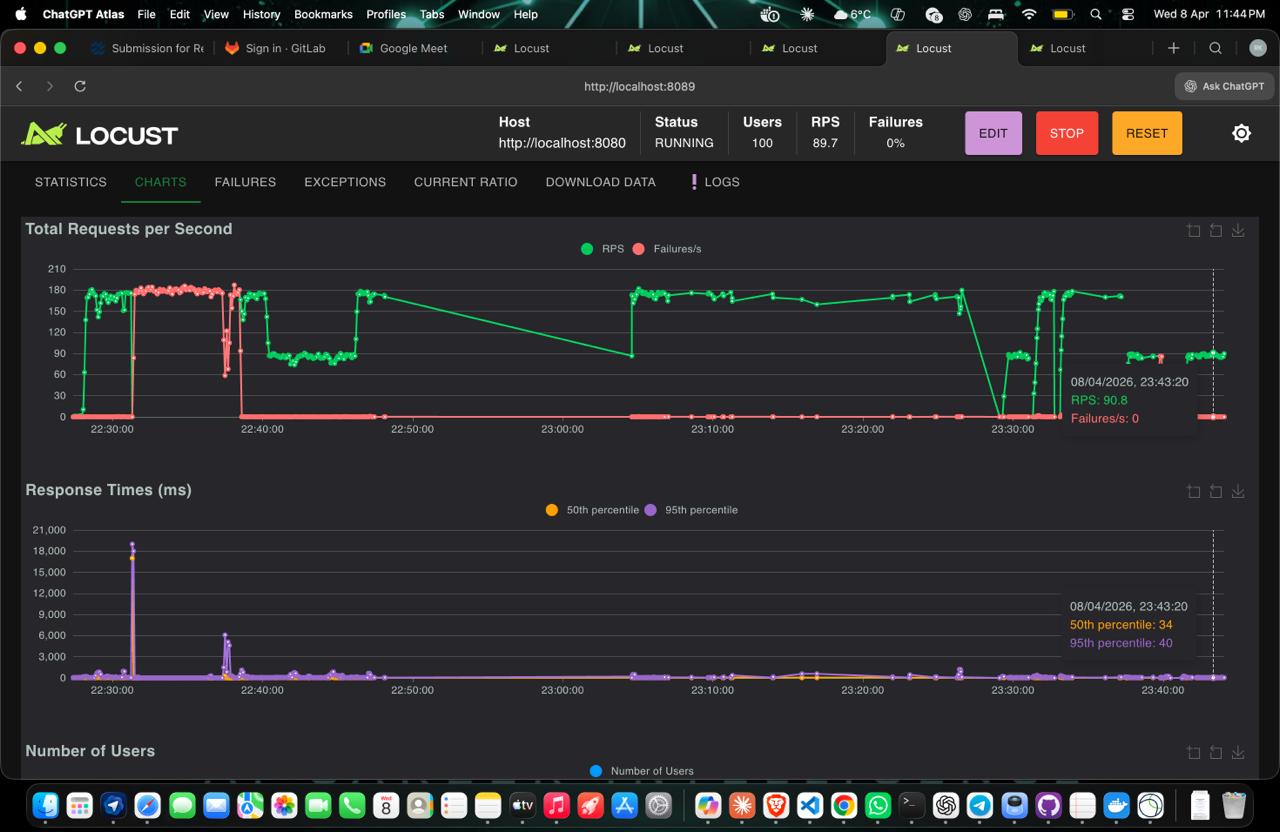 ChatGPT Atlas File Edit View History Bookmarks Profiles Tabs Window Help 8 6°C Wed 8 Apr 11:44 PM
Submission for Re Sign in · GitLab Google Meet Locust Locust Locust Locust Locust
http://localhost:8089 Ask ChatGPT
LOCUST
Host Status Users RPS Failures
http://localhost:8080 RUNNING 100 89.7 0%
EDIT STOP RESET
STATISTICS CHARTS FAILURES EXCEPTIONS CURRENT RATIO DOWNLOAD DATA LOGS
Total Requests per Second
RPS Failures/s
210
180
150
120
90
60
30
0
08/04/2026, 23:43:20
RPS: 90.8
Failures/s: 0
22:30:00 22:40:00 22:50:00 23:00:00 23:10:00 23:20:00 23:30:00
Response Times (ms)
50th percentile 95th percentile
21,000
18,000
15,000
12,000
9,000
6,000
3,000
0
08/04/2026, 23:43:20
50th percentile: 34
95th percentile: 40
22:30:00 22:40:00 22:50:00 23:00:00 23:10:00 23:20:00 23:30:00 23:40:00
Number of Users
Number of Users
Wed
8
tv